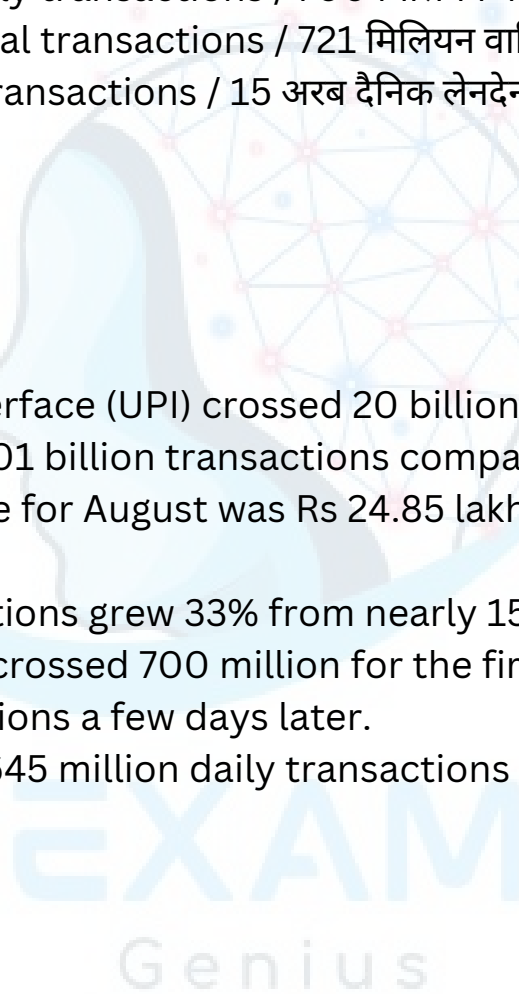 al transactions / 721 मिलियन
ransactions / 15 अरब दैनिक लेनदेन
erface (UPI) crossed 20 billion
01 billion transactions compa
e for August was Rs 24.85 lakh
tions grew 33% from nearly 15
crossed 700 million for the fir
ions a few days later.
645 million daily transactions
EXAM
Genius